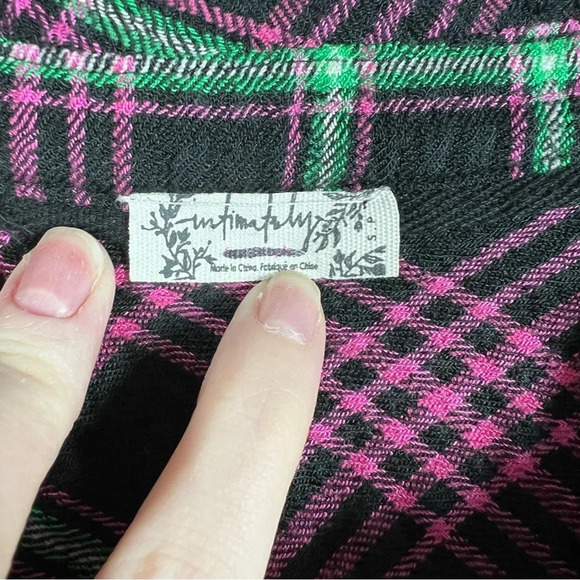 intimately
Made in China. Fabriqué en Chine
S P